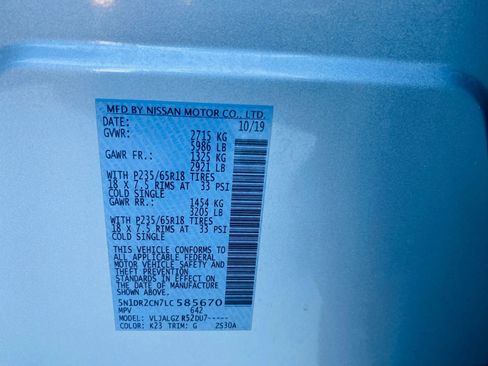 MFD BY NISSAN MOTOR CO., LTD.
DATE: 10/19
GVWR: 2715 KG
5986 LB
GAWR FR.: 1325 KG
2921 LB
WITH P235/65R18 TIRES
18 X 7.5 RIMS AT 33 PSI
COLD SINGLE
GAWR RR.: 1454 KG
3205 LB
WITH P235/65R18 TIRES
18 X 7.5 RIMS AT 33 PSI
COLD SINGLE
THIS VEHICLE CONFORMS TO
ALL APPLICABLE FEDERAL
MOTOR VEHICLE SAFETY AND
THEFT PREVENTION
STANDARDS IN EFFECT ON
THE DATE OF MANUFACTURE
SHOWN ABOVE.
5N1DR2CN7LC585670
MPV 642
MODEL: VLJALGZ R52DU7-----
COLOR: K23 TRIM: G ZS30A